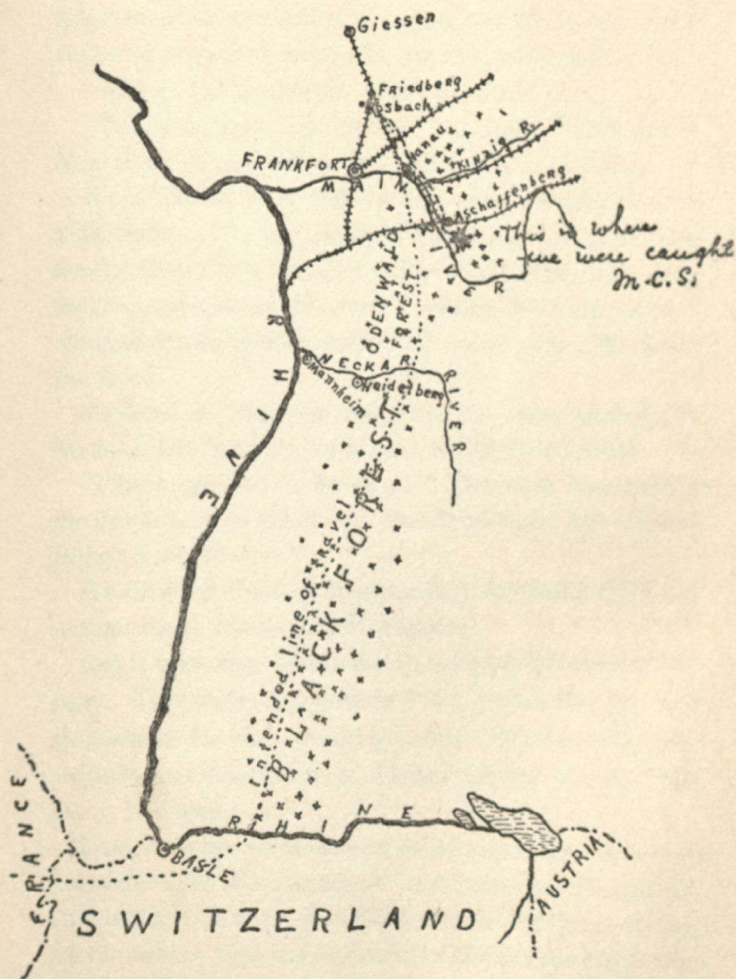 Giessen
Friedberg
sbach
FRANKFORT
Hanau
Kinzig R.
MAIN
Aschaffenberg
This is where
we were caught
M.C.S.
R
ODENWALD
FOREST
RHINE
NECKAR
RIVER
Mannheim
Heidelberg
BLACK FOREST
intended line of travel
RHINE
FRANCE
BASLE
AUSTRIA
SWITZERLAND